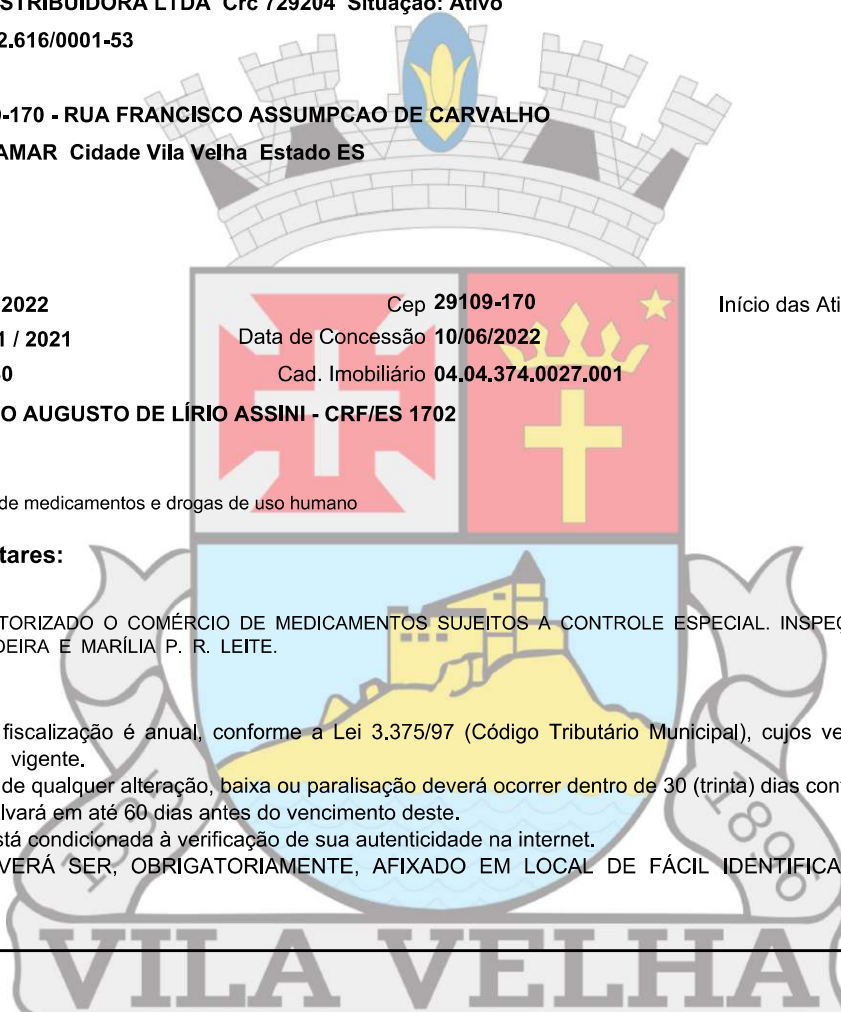 STRIBUIDORA LTDA Crc 729204 Situação: Ativo
2.616/0001-53
-170 - RUA FRANCISCO ASSUMPCAO DE CARVALHO
AMAR Cidade Vila Velha Estado ES
2022 Cep 29109-170 Início das Ati
1 / 2021 Data de Concessão 10/06/2022
0 Cad. Imobiliário 04.04.374.0027.001
O AUGUSTO DE LÍRIO ASSINI - CRF/ES 1702
de medicamentos e drogas de uso humano
tares:
TORIZADO O COMÉRCIO DE MEDICAMENTOS SUJEITOS A CONTROLE ESPECIAL. INSPEÇ
DEIRA E MARÍLIA P. R. LEITE.
fiscalização é anual, conforme a Lei 3.375/97 (Código Tributário Municipal), cujos ve
vigente.
de qualquer alteração, baixa ou paralisação deverá ocorrer dentro de 30 (trinta) dias con
lvará em até 60 dias antes do vencimento deste.
stá condicionada à verificação de sua autenticidade na internet.
VERÁ SER, OBRIGATORIAMENTE, AFIXADO EM LOCAL DE FÁCIL IDENTIFICA
1535 1896
VILA VELHA